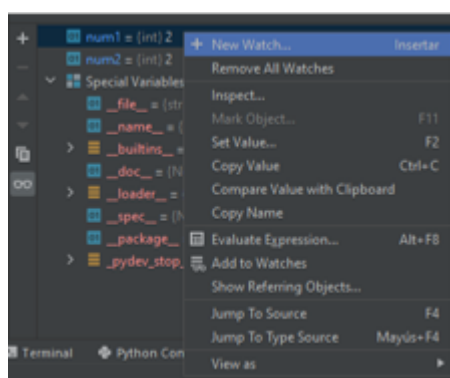 num1 = {int} 2
num2 = {int} 2
Special Variables
__file__ = {str
__name__ = {
__builtins__ =
__doc__ = {N
__loader__ =
__spec__ = {N
__package__
_pydev_stop_
New Watch... Insertar
Remove All Watches
Inspect...
Mark Object... F11
Set Value... F2
Copy Value Ctrl+C
Compare Value with Clipboard
Copy Name
Evaluate Expression... Alt+F8
Add to Watches
Show Referring Objects...
Jump To Source F4
Jump To Type Source Mayús+F4
View as
Terminal Python Con